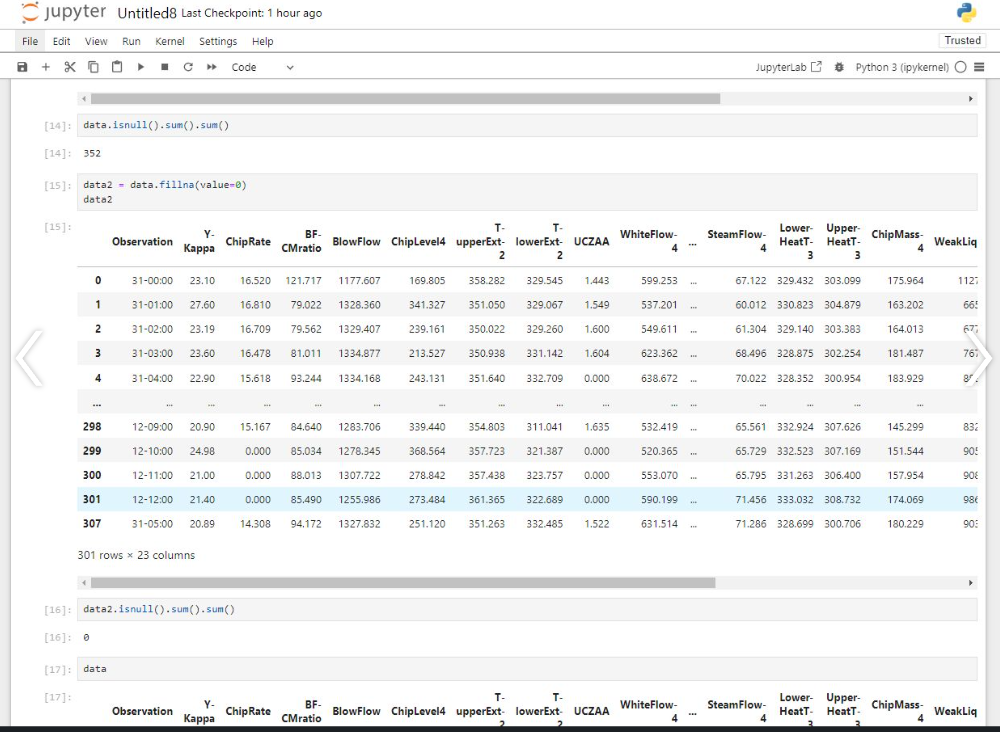 jupyter Untitled8 Last Checkpoint: 1 hour ago
File Edit View Run Kernel Settings Help Trusted
Code JupyterLab Python 3 (ipykernel)
[14]: data.isnull().sum().sum()
[14]: 352
[15]: data2 = data.fillna(value=0)
data2
[15]:
Observation Y-Kappa ChipRate BF-CMratio BlowFlow ChipLevel4 T-upperExt-2 T-lowerExt-2 UCZAA WhiteFlow-4 ... SteamFlow-4 Lower-HeatT-3 Upper-HeatT-3 ChipMass-4 WeakLiq
0 31-00:00 23.10 16.520 121.717 1177.607 169.805 358.282 329.545 1.443 599.253 ... 67.122 329.432 303.099 175.964 1127
1 31-01:00 27.60 16.810 79.022 1328.360 341.327 351.050 329.067 1.549 537.201 ... 60.012 330.823 304.879 163.202 665
2 31-02:00 23.19 16.709 79.562 1329.407 239.161 350.022 329.260 1.600 549.611 ... 61.304 329.140 303.383 164.013 677
3 31-03:00 23.60 16.478 81.011 1334.877 213.527 350.938 331.142 1.604 623.362 ... 68.496 328.875 302.254 181.487 767
4 31-04:00 22.90 15.618 93.244 1334.168 243.131 351.640 332.709 0.000 638.672 ... 70.022 328.352 300.954 183.929
... ... ... ... ... ... ... ... ... ... ... ... ... ... ... ...
298 12-09:00 20.90 15.167 84.640 1283.706 339.440 354.803 311.041 1.635 532.419 ... 65.561 332.924 307.626 145.299 832
299 12-10:00 24.98 0.000 85.034 1278.345 368.564 357.723 321.387 0.000 520.365 ... 65.729 332.523 307.169 151.544 905
300 12-11:00 21.00 0.000 88.013 1307.722 278.842 357.438 323.757 0.000 553.070 ... 65.795 331.263 306.400 157.954 908
301 12-12:00 21.40 0.000 85.490 1255.986 273.484 361.365 322.689 0.000 590.199 ... 71.456 333.032 308.732 174.069 986
307 31-05:00 20.89 14.308 94.172 1327.832 251.120 351.263 332.485 1.522 631.514 ... 71.286 328.699 300.706 180.229 903
301 rows × 23 columns
[16]: data2.isnull().sum().sum()
[16]: 0
[17]: data
[17]:
Observation Y-Kappa ChipRate BF-CMratio BlowFlow ChipLevel4 T-upperExt-2 T-lowerExt-2 UCZAA WhiteFlow-4 ... SteamFlow-4 Lower-HeatT-3 Upper-HeatT-3 ChipMass-4 WeakLiq